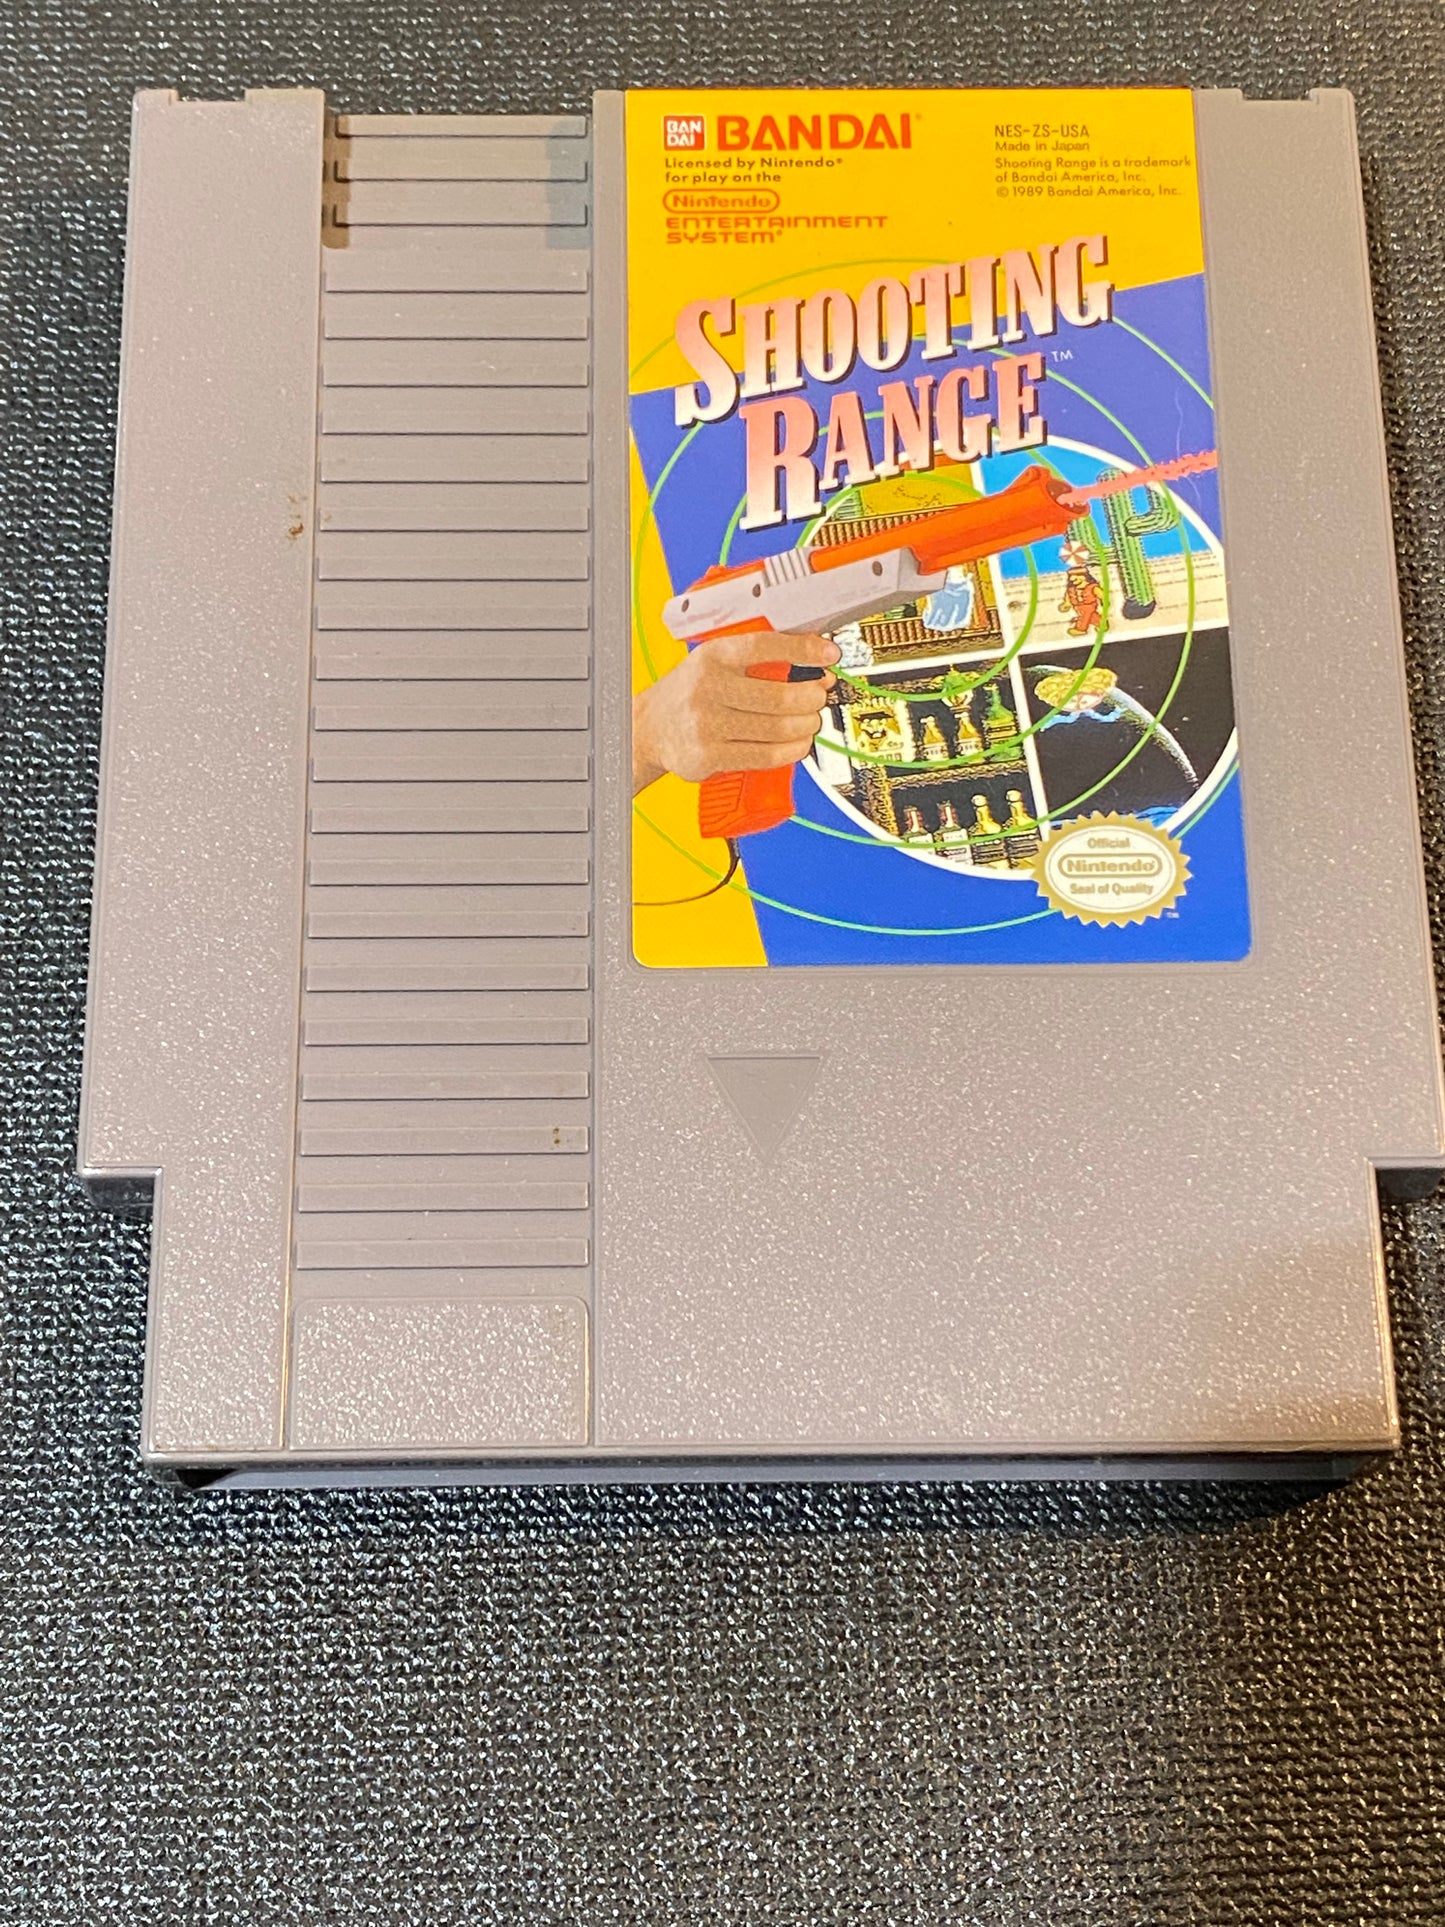 BAN
DAI
BANDAI®
Licensed by Nintendo®
for play on the
Nintendo
ENTERTAINMENT
SYSTEM®
NES-ZS-USA
Made in Japan
Shooting Range is a trademark
of Bandai America, Inc.
© 1989 Bandai America, Inc.
SHOOTING
RANGE™
Official
Nintendo®
Seal of Quality
TM